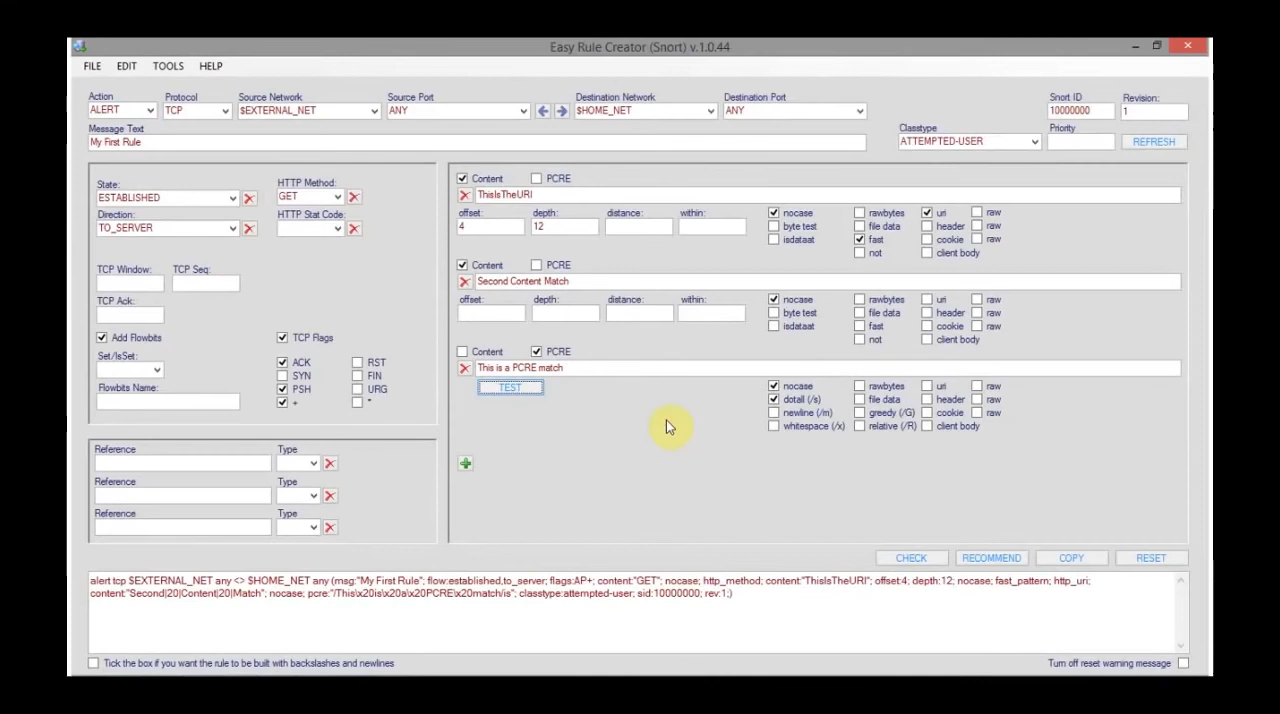 Easy Rule Creator (Snort) v.1.0.44
FILE EDIT TOOLS HELP
Action Protocol Source Network Source Port Destination Network Destination Port Snort ID Revision:
ALERT TCP $EXTERNAL_NET ANY $HOME_NET ANY 10000000 1
Message Text Classtype Priority
My First Rule ATTEMPTED-USER REFRESH
State: HTTP Method:
ESTABLISHED GET
Direction: HTTP Stat Code:
TO_SERVER
TCP Window: TCP Seq:
TCP Ack:
Add Flowbits TCP Flags
Set/IsSet: ACK RST
SYN FIN
Flowbits Name: PSH URG
+ *
Reference Type
Reference Type
Reference Type
Content PCRE
ThisIsTheURI
offset: depth: distance: within: nocase rawbytes uri raw
4 12 byte test file data header raw
isdataat fast cookie raw
not client body
Content PCRE
Second Content Match
offset: depth: distance: within: nocase rawbytes uri raw
byte test file data header raw
isdataat fast cookie raw
not client body
Content PCRE
This is a PCRE match
TEST nocase rawbytes uri raw
dotall (/s) file data header raw
newline (/m) greedy (/G) cookie raw
whitespace (/x) relative (/R) client body
CHECK RECOMMEND COPY RESET
alert tcp $EXTERNAL_NET any <> $HOME_NET any (msg:"My First Rule"; flow:established,to_server; flags:AP+; content:"GET"; nocase; http_method; content:"ThisIsTheURI"; offset:4; depth:12; nocase; fast_pattern; http_uri;
content:"Second|20|Content|20|Match"; nocase; pcre:"/This\x20is\x20a\x20PCRE\x20match/is"; classtype:attempted-user; sid:10000000; rev:1;)
Tick the box if you want the rule to be built with backslashes and newlines Turn off reset warning message